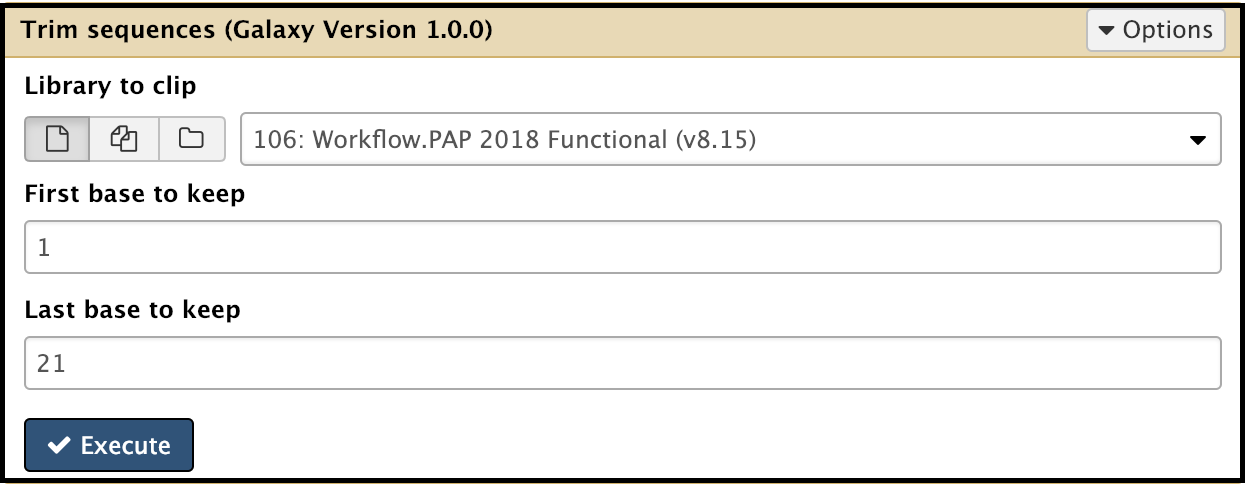 Trim sequences (Galaxy Version 1.0.0)
Options
Library to clip
106: Workflow.PAP 2018 Functional (v8.15)
First base to keep
1
Last base to keep
21
Execute